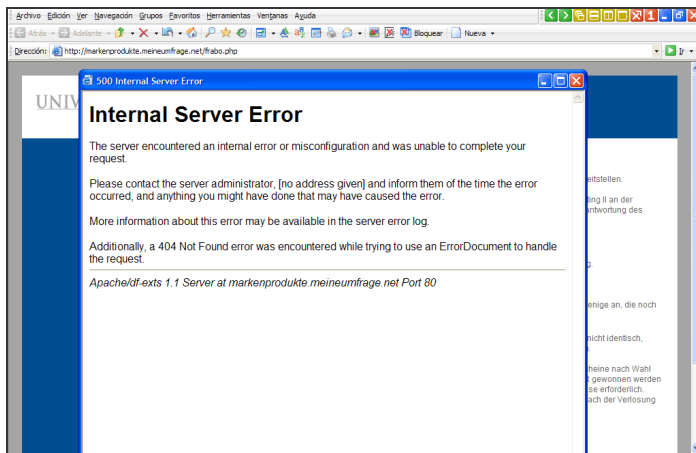 Archivo Edición Ver Navegación Grupos Favoritos Herramientas Ventanas Ayuda
Atrás Adelante Bloquear Nueva
Dirección: http://markenprodukte.meineumfrage.net/frabo.php Ir
500 Internal Server Error
UNIV
Internal Server Error
The server encountered an internal error or misconfiguration and was unable to complete your
request.
Please contact the server administrator, [no address given] and inform them of the time the error
occurred, and anything you might have done that may have caused the error.
More information about this error may be available in the server error log.
Additionally, a 404 Not Found error was encountered while trying to use an ErrorDocument to handle
the request.
Apache/df-exts 1.1 Server at markenprodukte.meineumfrage.net Port 80
eitstellen.
ting II an der
antwortung des
g.
enige an, die noch
nicht identisch,
cheine nach Wahl
gewonnen werden
se erforderlich.
ach der Verlosung